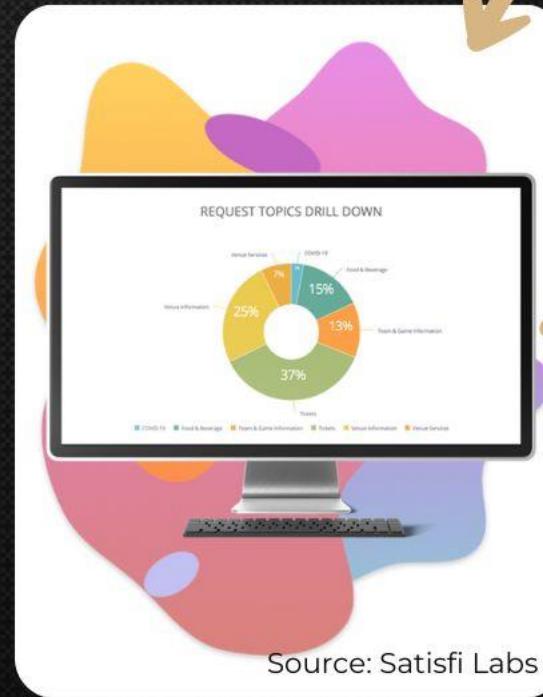 REQUEST TOPICS DRILL DOWN
Venue Services
COVID-19
7%
Food & Beverage
15%
Venue Information
25%
13%
Team & Game Information
37%
Tickets
COVID-19 Food & Beverage Team & Game Information Tickets Venue Information Venue Services
Source: Satisfi Labs